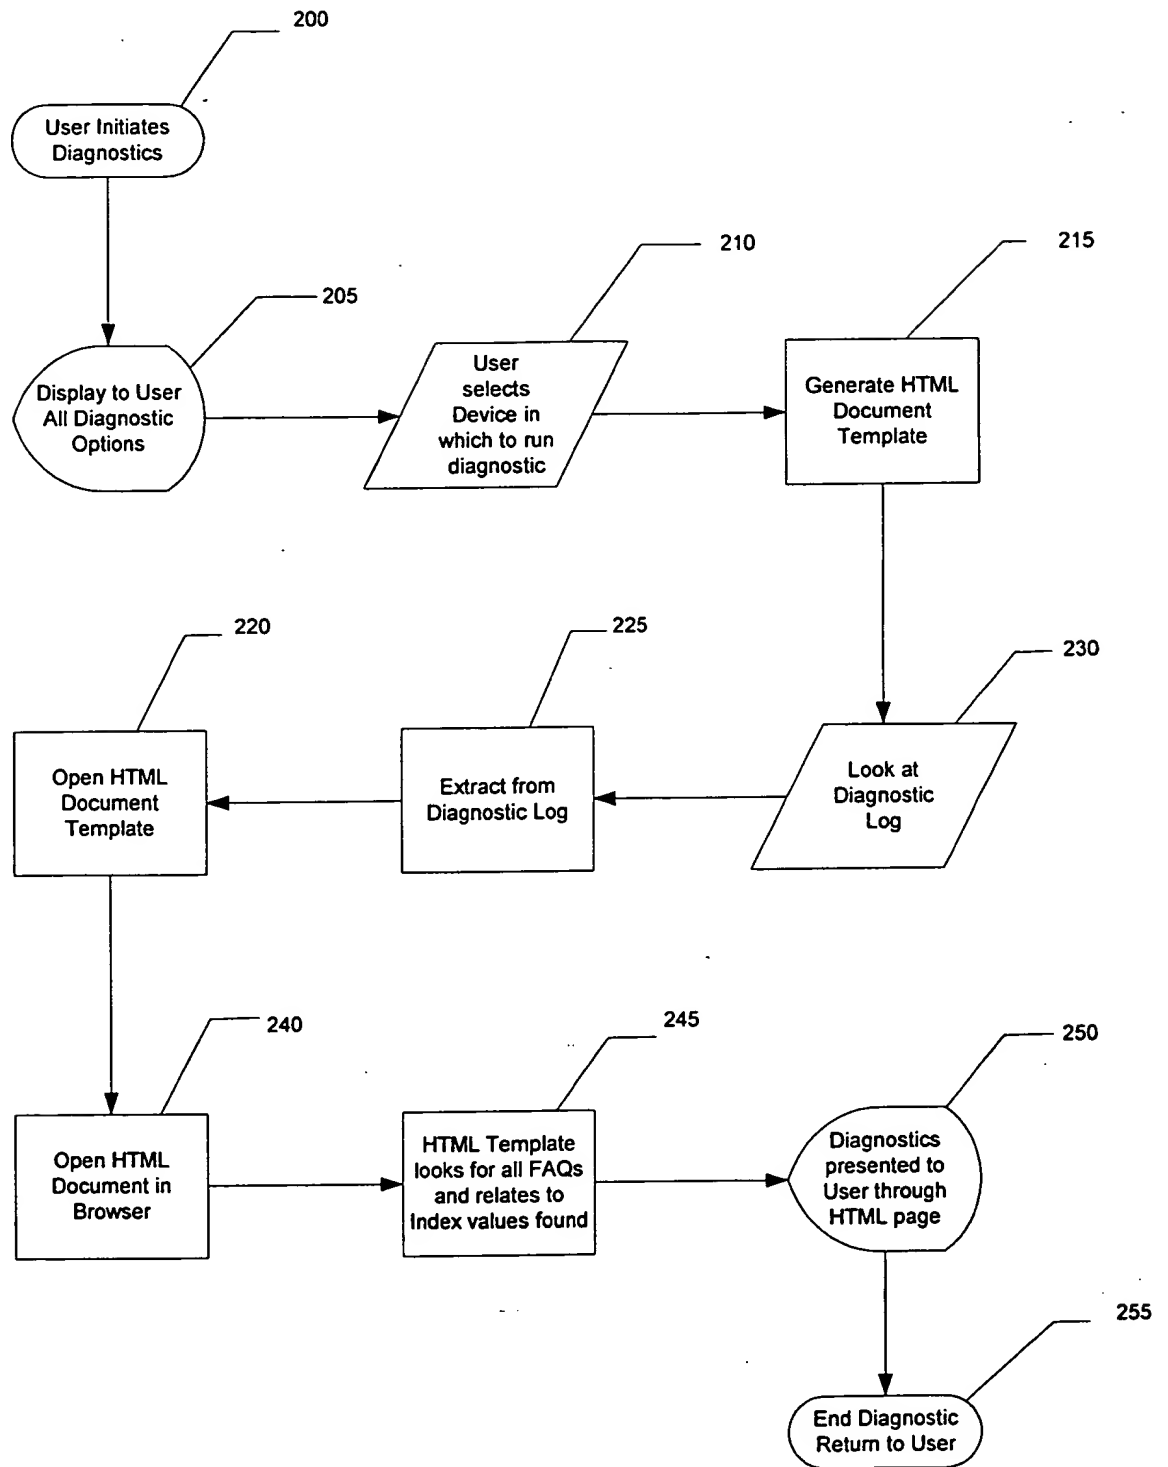 200
User Initiates
Diagnostics
205
Display to User
All Diagnostic
Options
210
User
selects
Device in
which to run
diagnostic
215
Generate HTML
Document
Template
220
Open HTML
Document
Template
225
Extract from
Diagnostic Log
230
Look at
Diagnostic
Log
240
Open HTML
Document in
Browser
245
HTML Template
looks for all FAQs
and relates to
Index values found
250
Diagnostics
presented to
User through
HTML page
255
End Diagnostic
Return to User